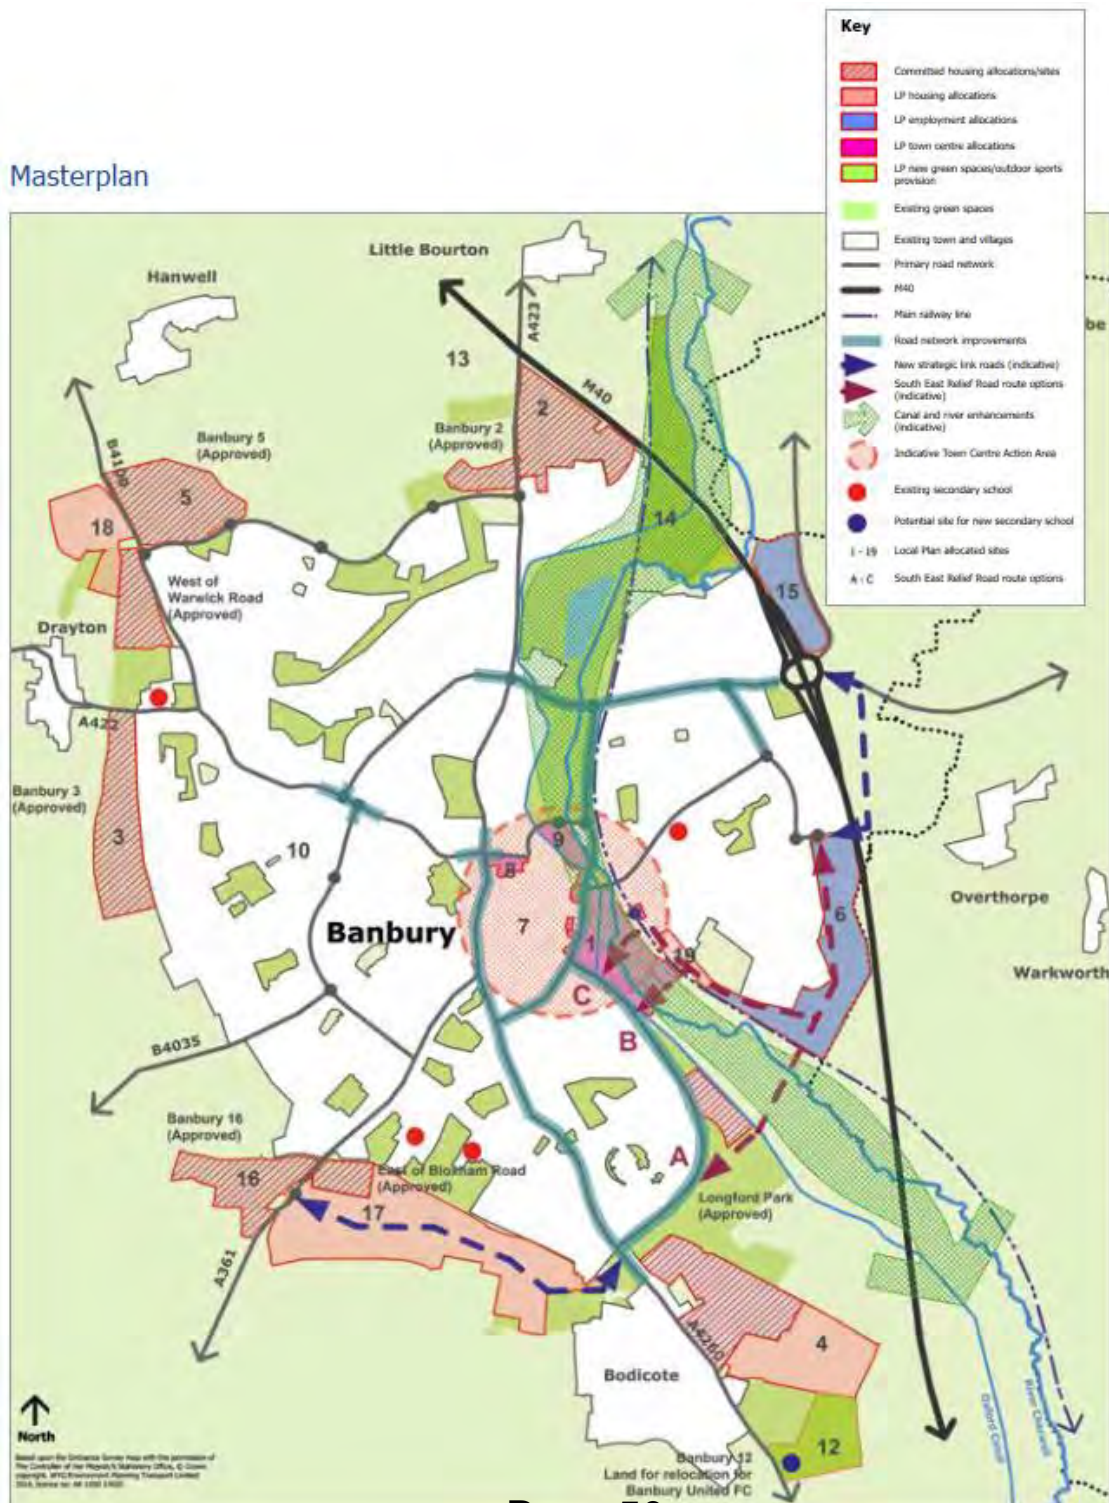 Key
Committed housing allocations/sites
LP housing allocations
LP employment allocations
LP town centre allocations
LP new green spaces/outdoor sports
provision
Existing green spaces
Existing town and villages
Primary road network
M40
Main railway line
Road network improvements
New strategic link roads (indicative)
South East Relief Road route options
(indicative)
Canal and river enhancements
(indicative)
Indicative Town Centre Action Area
Existing secondary school
Potential site for new secondary school
1 - 19 Local Plan allocated sites
A - C South East Relief Road route options
Masterplan
Little Bourton
Hanwell
A423
13
M40
2
Banbury 2
(Approved)
Banbury 5
(Approved)
B4100
5
18
14
15
West of
Warwick Road
(Approved)
Drayton
A422
Banbury 3
(Approved)
3
10
9
8
Overthorpe
Banbury
7
6
1
19
Warkworth
C
B
B4035
Banbury 16
(Approved)
A
16
East of Bloxham Road
(Approved)
17
Longford Park
(Approved)
A361
A4260
4
Bodicote
Oxford Canal
River Cherwell
North
12
Banbury 12
Land for relocation for
Banbury United FC